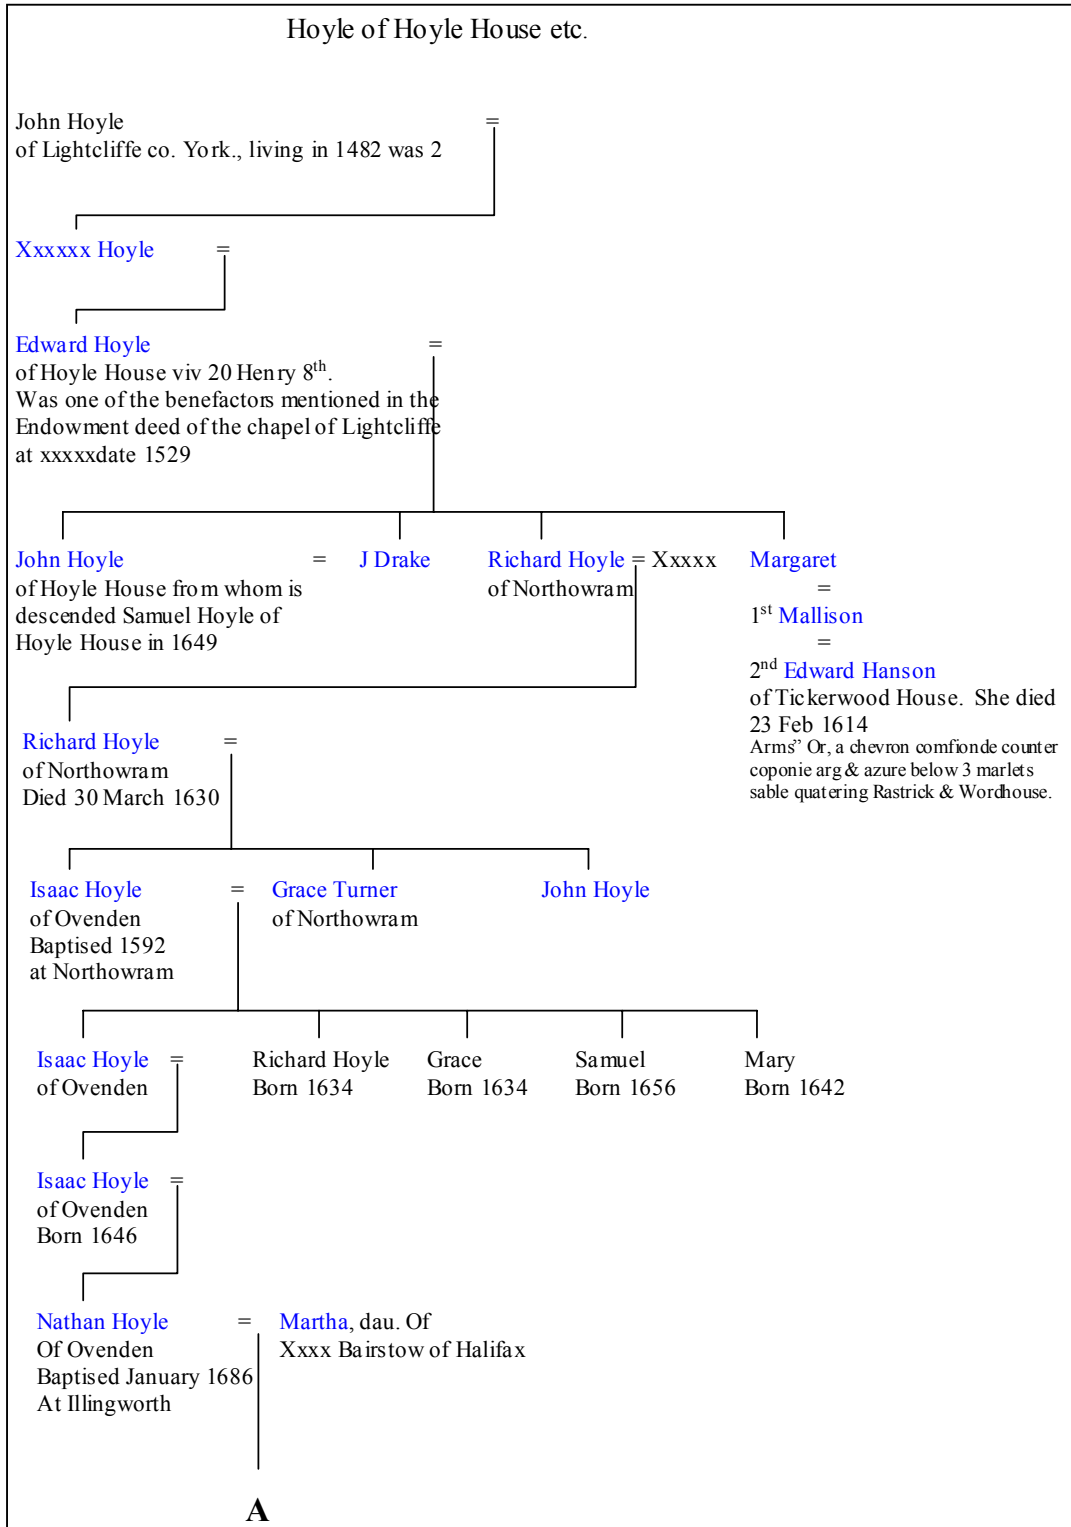 Hoyle of Hoyle House etc.
John Hoyle =
of Lightcliffe co. York., living in 1482 was 2
Xxxxxx Hoyle =
Edward Hoyle =
of Hoyle House viv 20 Henry 8th.
Was one of the benefactors mentioned in the
Endowment deed of the chapel of Lightcliffe
at xxxxxdate 1529
John Hoyle = J Drake Richard Hoyle = Xxxxx Margaret
of Hoyle House from whom is of Northowram =
descended Samuel Hoyle of 1st Mallison
Hoyle House in 1649 =
2nd Edward Hanson
of Tickerwood House. She died
23 Feb 1614
Arms” Or, a chevron comfionde counter
coponie arg & azure below 3 marlets
sable quatering Rastrick & Wordhouse.
Richard Hoyle =
of Northowram
Died 30 March 1630
Isaac Hoyle = Grace Turner John Hoyle
of Ovenden of Northowram
Baptised 1592
at Northowram
Isaac Hoyle = Richard Hoyle Grace Samuel Mary
of Ovenden Born 1634 Born 1634 Born 1656 Born 1642
Isaac Hoyle =
of Ovenden
Born 1646
Nathan Hoyle = Martha, dau. Of
Of Ovenden Xxxx Bairstow of Halifax
Baptised January 1686
At Illingworth
A